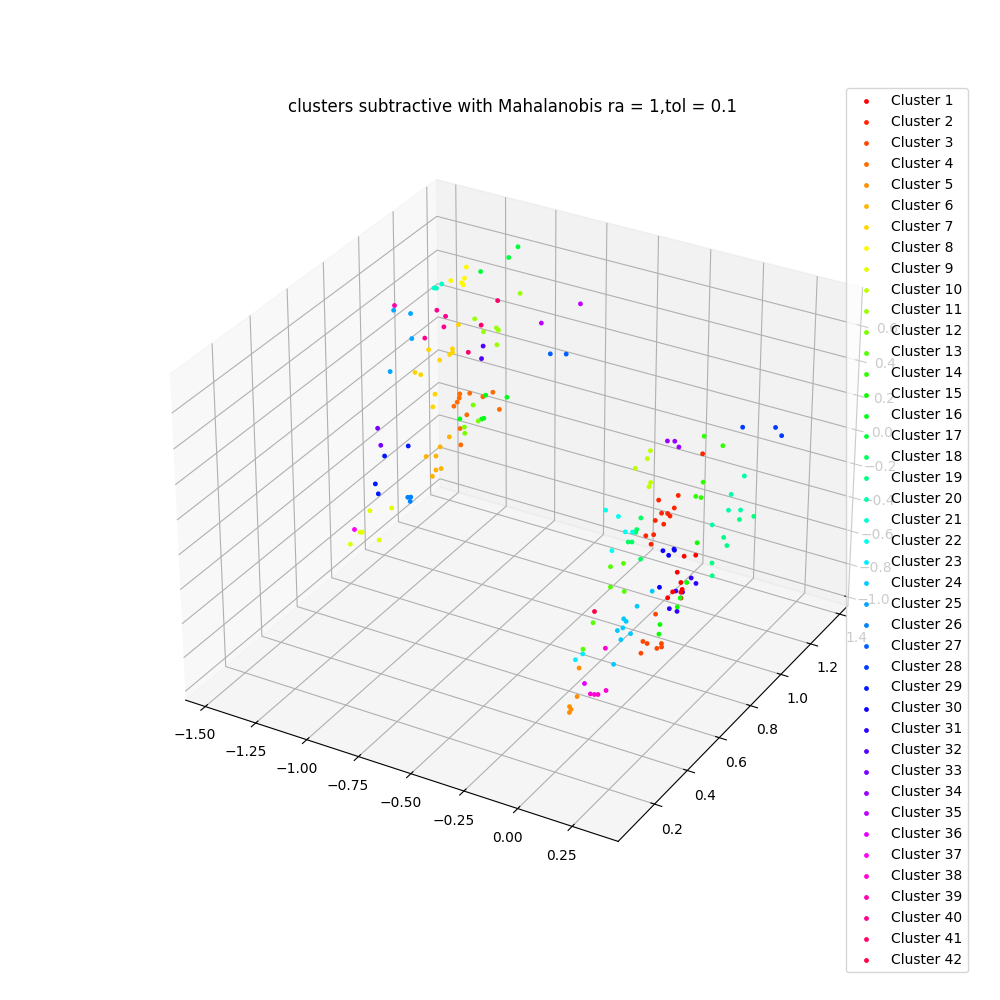 clusters subtractive with Mahalanobis ra = 1,tol = 0.1
Cluster 1
Cluster 2
Cluster 3
Cluster 4
Cluster 5
Cluster 6
Cluster 7
Cluster 8
Cluster 9
Cluster 10
Cluster 11
Cluster 12
Cluster 13
Cluster 14
Cluster 15
Cluster 16
Cluster 17
Cluster 18
Cluster 19
Cluster 20
Cluster 21
Cluster 22
Cluster 23
Cluster 24
Cluster 25
Cluster 26
Cluster 27
Cluster 28
Cluster 29
Cluster 30
Cluster 31
Cluster 32
Cluster 33
Cluster 34
Cluster 35
Cluster 36
Cluster 37
Cluster 38
Cluster 39
Cluster 40
Cluster 41
Cluster 42
0.6
0.4
0.2
0.0
−0.2
−0.4
−0.6
−0.8
−1.0
1.4
1.2
1.0
0.8
0.6
0.4
0.2
−1.50
−1.25
−1.00
−0.75
−0.50
−0.25
0.00
0.25